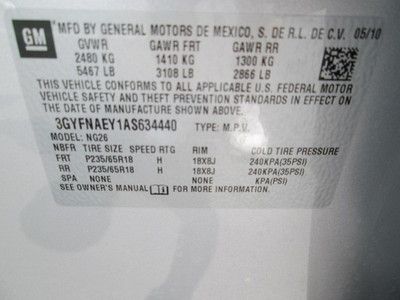 GM
MFD BY GENERAL MOTORS DE MEXICO, S. DE R.L. DE C.V. 05/10
GVWR GAWR FRT GAWR RR
2480 KG 1410 KG 1300 KG
5467 LB 3108 LB 2866 LB
THIS VEHICLE CONFORMS TO ALL APPLICABLE U.S. FEDERAL MOTOR
VEHICLE SAFETY AND THEFT PREVENTION STANDARDS IN EFFECT ON
THE DATE OF MANUFACTURE SHOWN ABOVE.
3GYFNAEY1AS634440 TYPE: M.P.V.
MODEL: NG26
NBFR TIRE SIZE SPEED RTG RIM COLD TIRE PRESSURE
FRT P235/65R18 H 18X8J 240KPA(35PSI)
RR P235/65R18 H 18X8J 240KPA(35PSI)
SPA NONE NONE KPA(PSI)
SEE OWNER'S MANUAL FOR MORE INFORMATION.